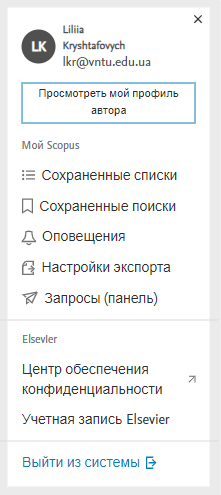 Liliia
LK
Kryshtafovych
lkr@vntu.edu.ua
Просмотреть мой профиль
автора
Мой Scopus
Сохраненные списки
Сохраненные поиски
Оповещения
Настройки экспорта
Запросы (панель)
Elsevier
Центр обеспечения
конфиденциальности
Учетная запись Elsevier
Выйти из системы